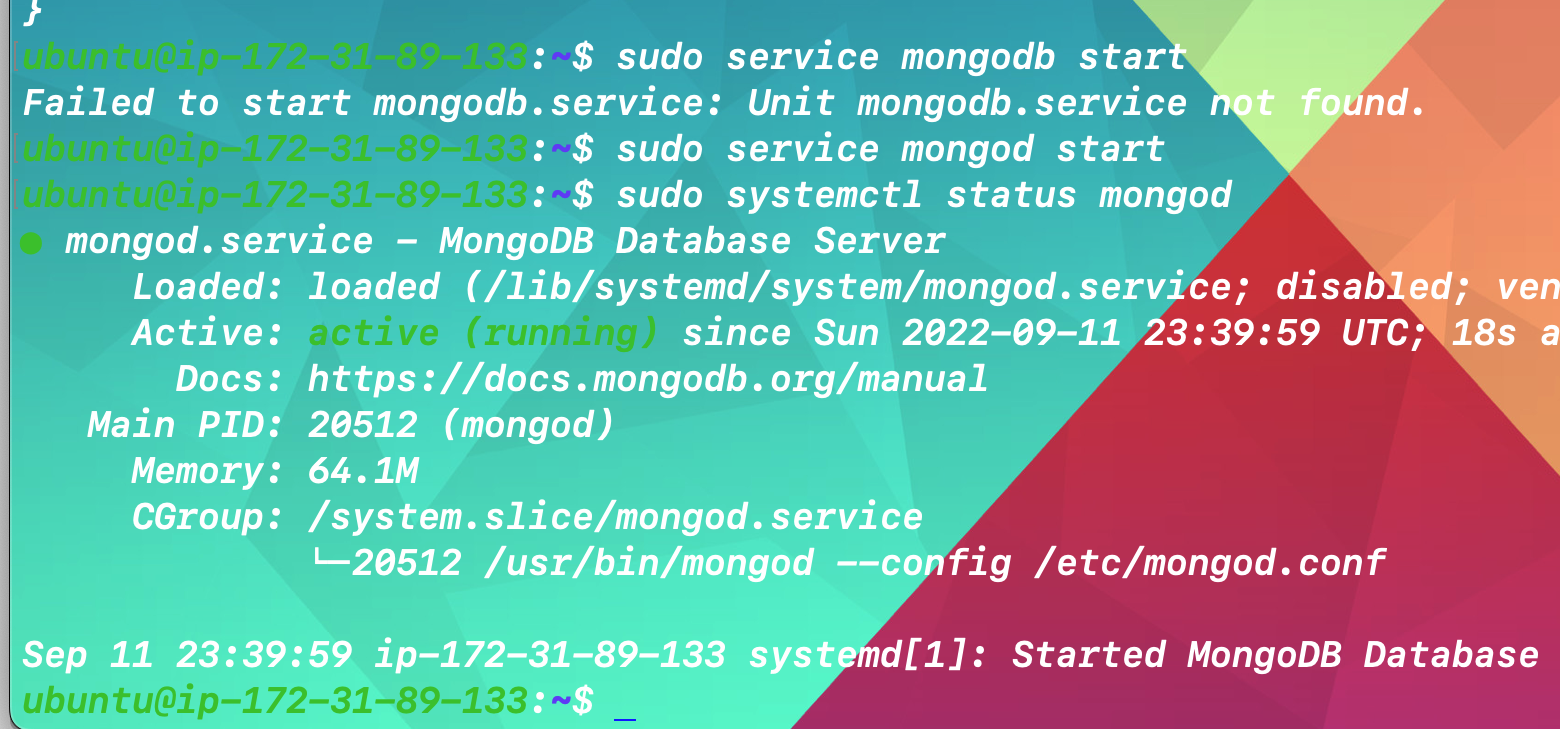 }
ubuntu@ip-172-31-89-133:~$ sudo service mongodb start
Failed to start mongodb.service: Unit mongodb.service not found.
ubuntu@ip-172-31-89-133:~$ sudo service mongod start
ubuntu@ip-172-31-89-133:~$ sudo systemctl status mongod
● mongod.service - MongoDB Database Server
     Loaded: loaded (/lib/systemd/system/mongod.service; disabled; ven
     Active: active (running) since Sun 2022-09-11 23:39:59 UTC; 18s a
       Docs: https://docs.mongodb.org/manual
   Main PID: 20512 (mongod)
     Memory: 64.1M
     CGroup: /system.slice/mongod.service
             └─20512 /usr/bin/mongod --config /etc/mongod.conf
Sep 11 23:39:59 ip-172-31-89-133 systemd[1]: Started MongoDB Database
ubuntu@ip-172-31-89-133:~$ _